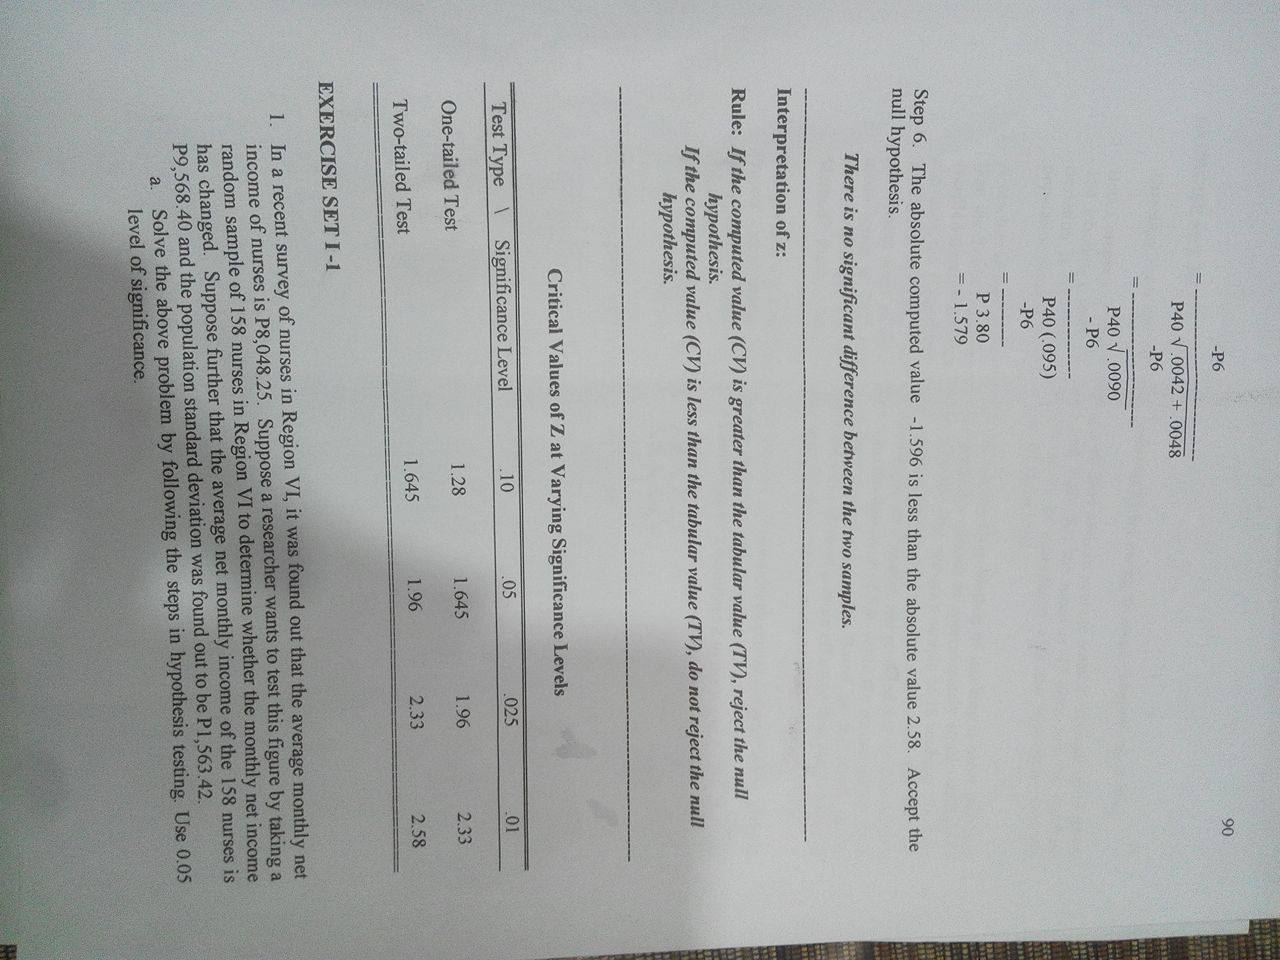 90
-P6
= --------------------
P40 √ .0042 + .0048
-P6
= --------------------
P40 √ .0090
- P6
= --------------
P40 (.095)
-P6
= ---------
P 3.80
= - 1.579
Step 6. The absolute computed value -1.596 is less than the absolute value 2.58. Accept the
null hypothesis.
There is no significant difference between the two samples.
Interpretation of z:
Rule: If the computed value (CV) is greater than the tabular value (TV), reject the null
hypothesis.
If the computed value (CV) is less than the tabular value (TV), do not reject the null
hypothesis.
Critical Values of Z at Varying Significance Levels
Test Type \ Significance Level .10 .05 .025 .01
One-tailed Test 1.28 1.645 1.96 2.33
Two-tailed Test 1.645 1.96 2.33 2.58
EXERCISE SET I -1
1. In a recent survey of nurses in Region VI, it was found out that the average monthly net
income of nurses is P8,048.25. Suppose a researcher wants to test this figure by taking a
random sample of 158 nurses in Region VI to determine whether the monthly net income
has changed. Suppose further that the average net monthly income of the 158 nurses is
P9,568.40 and the population standard deviation was found out to be P1,563.42.
a. Solve the above problem by following the steps in hypothesis testing. Use 0.05
level of significance.